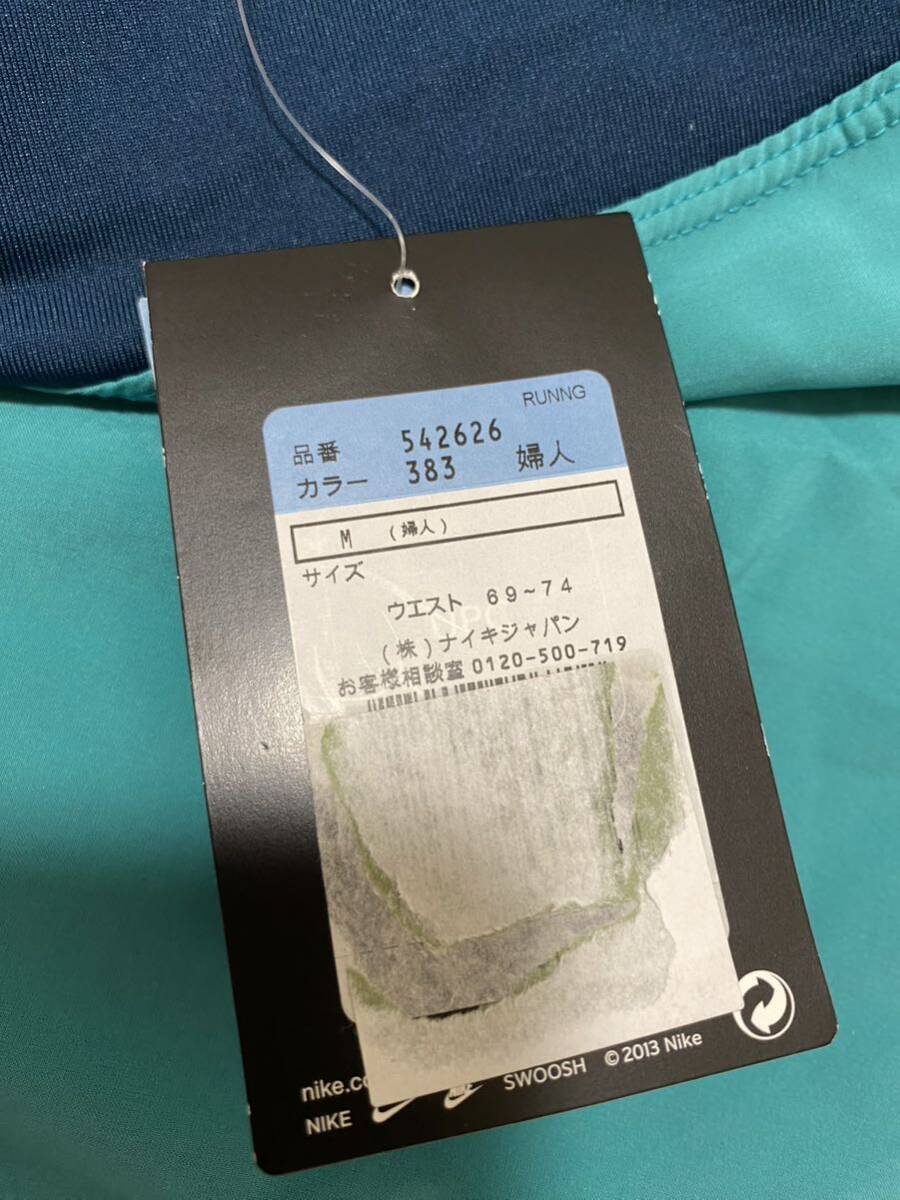 RUNNG
品番 542626
カラー 383 婦人
M (婦人)
サイズ
ウエスト 69~74
(株)ナイキジャパン
お客様相談室 0120-500-719
nike.co
NIKE SWOOSH © 2013 Nike